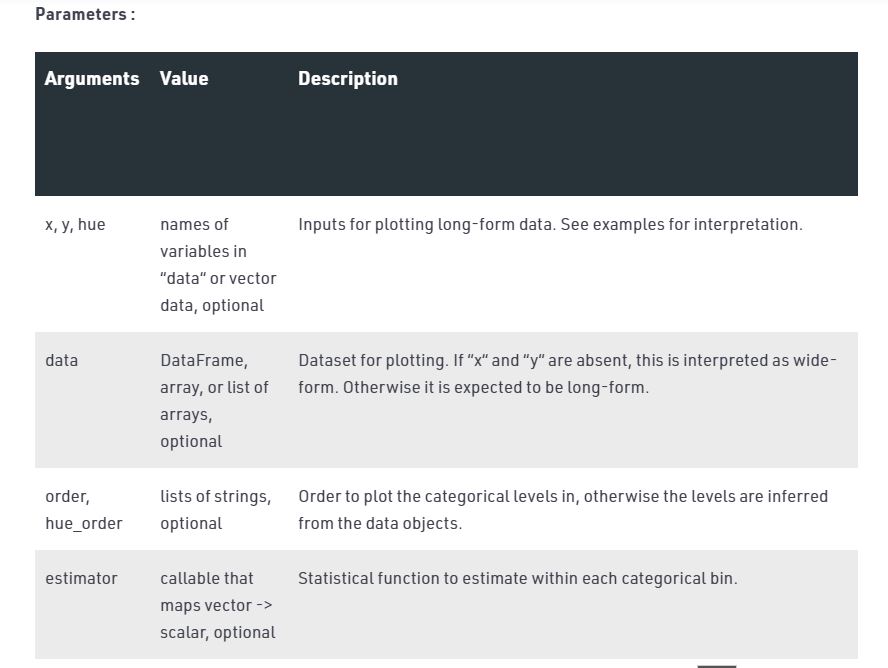 Parameters :
Arguments Value Description
x, y, hue names of Inputs for plotting long-form data. See examples for interpretation.
variables in
“data“ or vector
data, optional
data DataFrame, Dataset for plotting. If “x“ and “y“ are absent, this is interpreted as wide-
array, or list of form. Otherwise it is expected to be long-form.
arrays,
optional
order, lists of strings, Order to plot the categorical levels in, otherwise the levels are inferred
hue_order optional from the data objects.
estimator callable that Statistical function to estimate within each categorical bin.
maps vector ->
scalar, optional